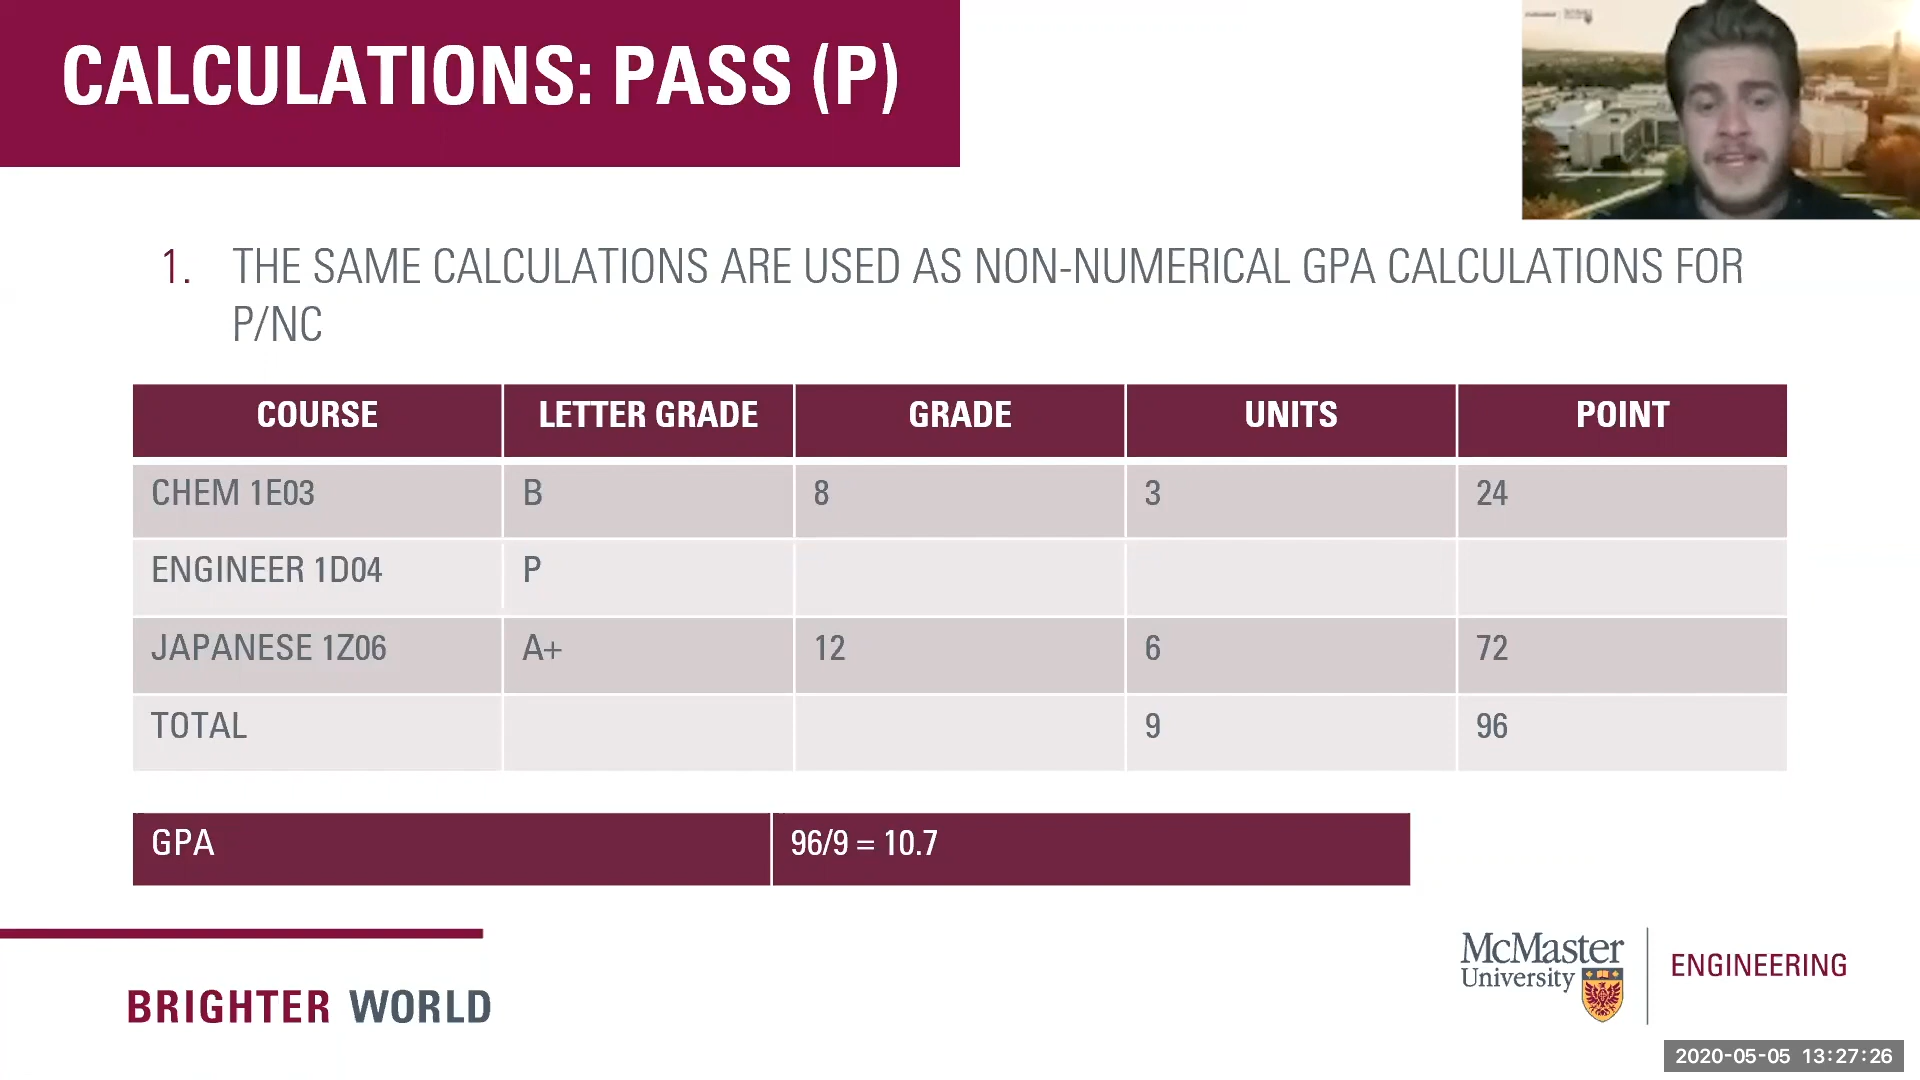 CALCULATIONS: PASS (P)
1. THE SAME CALCULATIONS ARE USED AS NON-NUMERICAL GPA CALCULATIONS FOR
P/NC
COURSE LETTER GRADE GRADE UNITS POINT
CHEM 1E03 B 8 3 24
ENGINEER 1D04 P
JAPANESE 1Z06 A+ 12 6 72
TOTAL 9 96
GPA 96/9 = 10.7
BRIGHTER WORLD
McMaster
University
ENGINEERING
2020-05-05 13:27:26